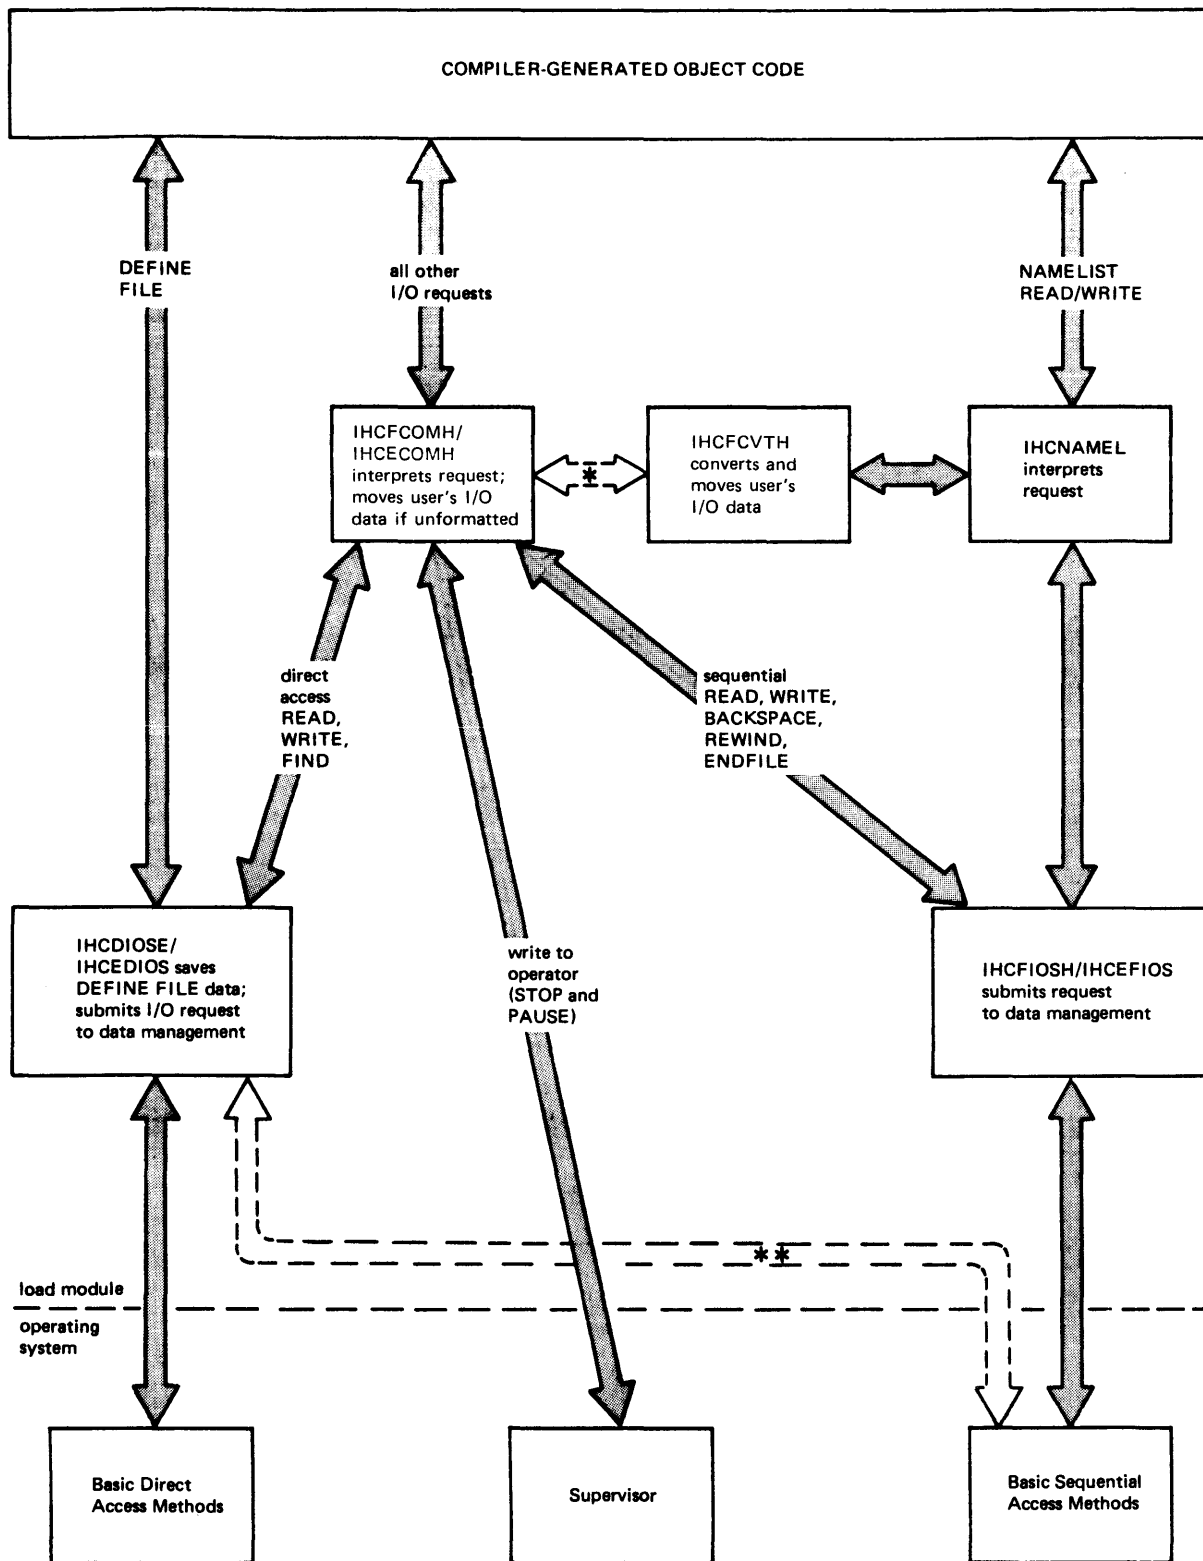 COMPILER-GENERATED OBJECT CODE
DEFINE
FILE
all other
I/O requests
NAMELIST
READ/WRITE
IHCFCOMH/
IHCECOMH
interprets request;
moves user's I/O
data if unformatted
*
IHCFCVTH
converts and
moves user's
I/O data
IHCNAMEL
interprets
request
direct
access
READ,
WRITE,
FIND
sequential
READ, WRITE,
BACKSPACE,
REWIND,
ENDFILE
IHCDIOSE/
IHCEDIOS saves
DEFINE FILE data;
submits I/O request
to data management
write to
operator
(STOP and
PAUSE)
IHCFIOSH/IHCEFIOS
submits request
to data management
**
load module
operating
system
Basic Direct
Access Methods
Supervisor
Basic Sequential
Access Methods